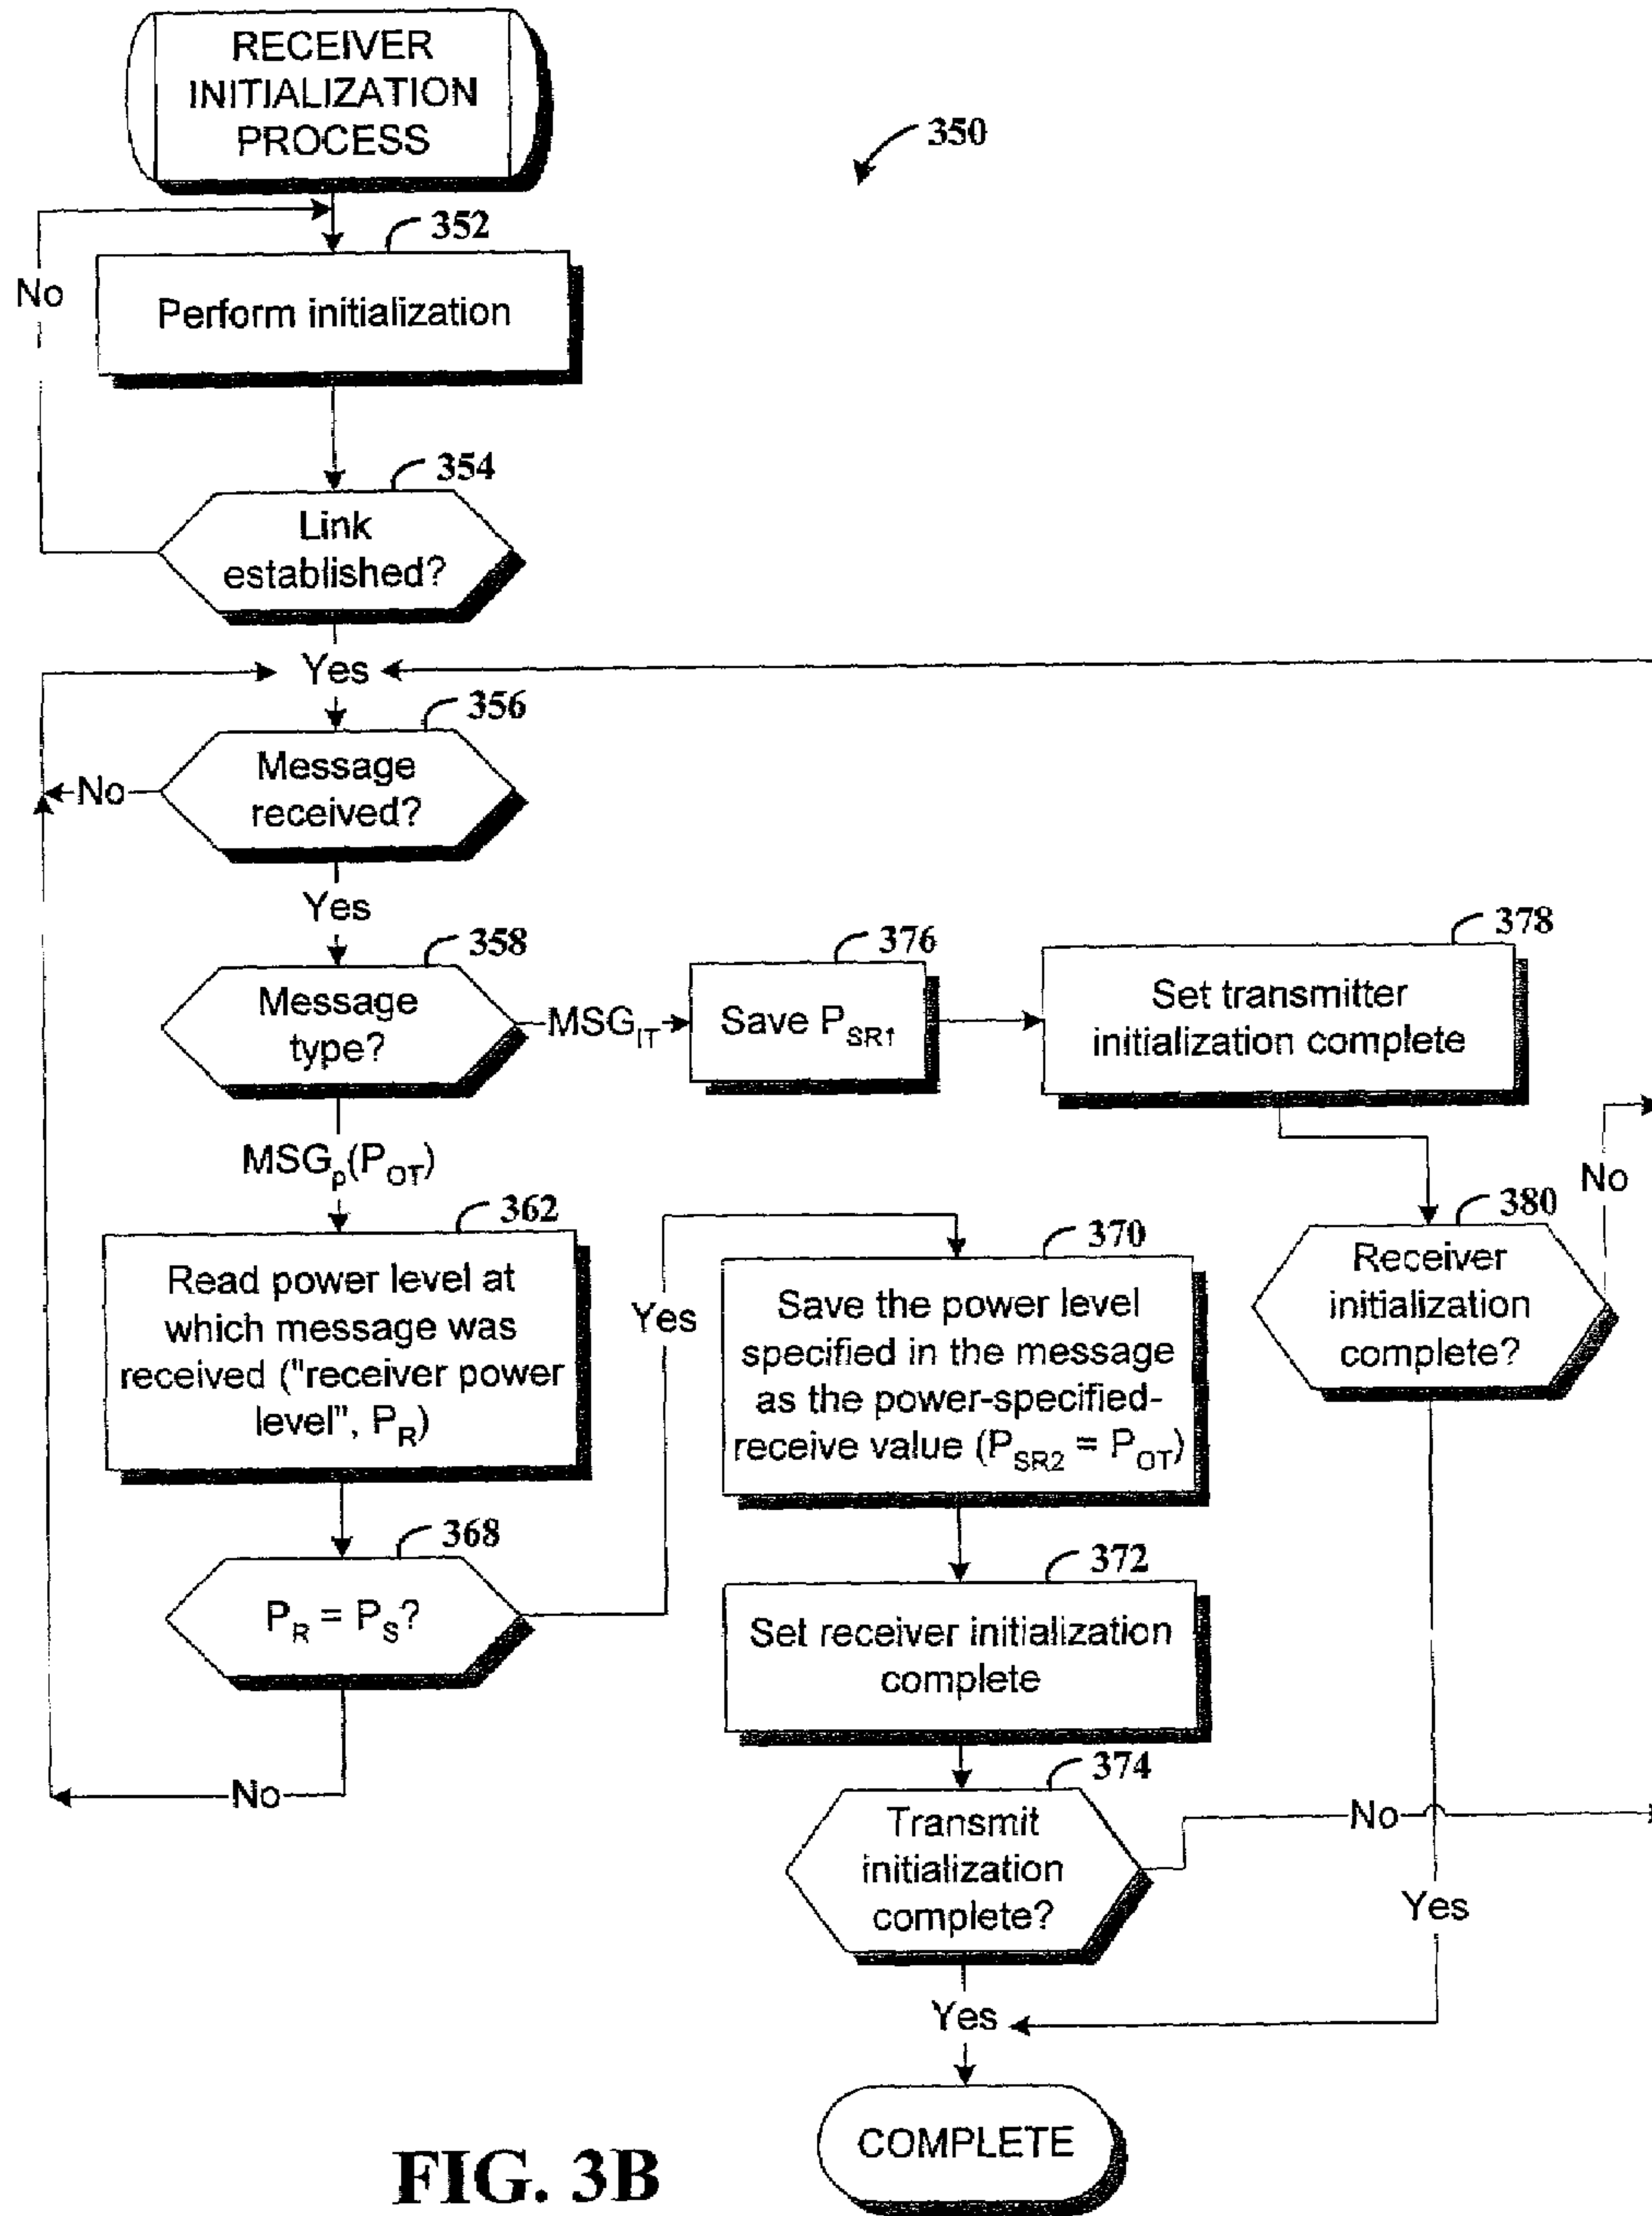 RECEIVER
INITIALIZATION
PROCESS
350
352
No
Perform initialization
354
Link
established?
Yes
356
Message
received?
No
Yes
358
Message
type?
MSG_IT
376
Save P_SR1
378
Set transmitter
initialization complete
MSG_p(P_OT)
362
Read power level at
which message was
received ("receiver power
level", P_R)
Yes
370
Save the power level
specified in the message
as the power-specified-
receive value (P_SR2 = P_OT)
No
380
Receiver
initialization
complete?
368
P_R = P_S?
No
372
Set receiver initialization
complete
374
Transmit
initialization
complete?
No
Yes
Yes
COMPLETE
FIG. 3B